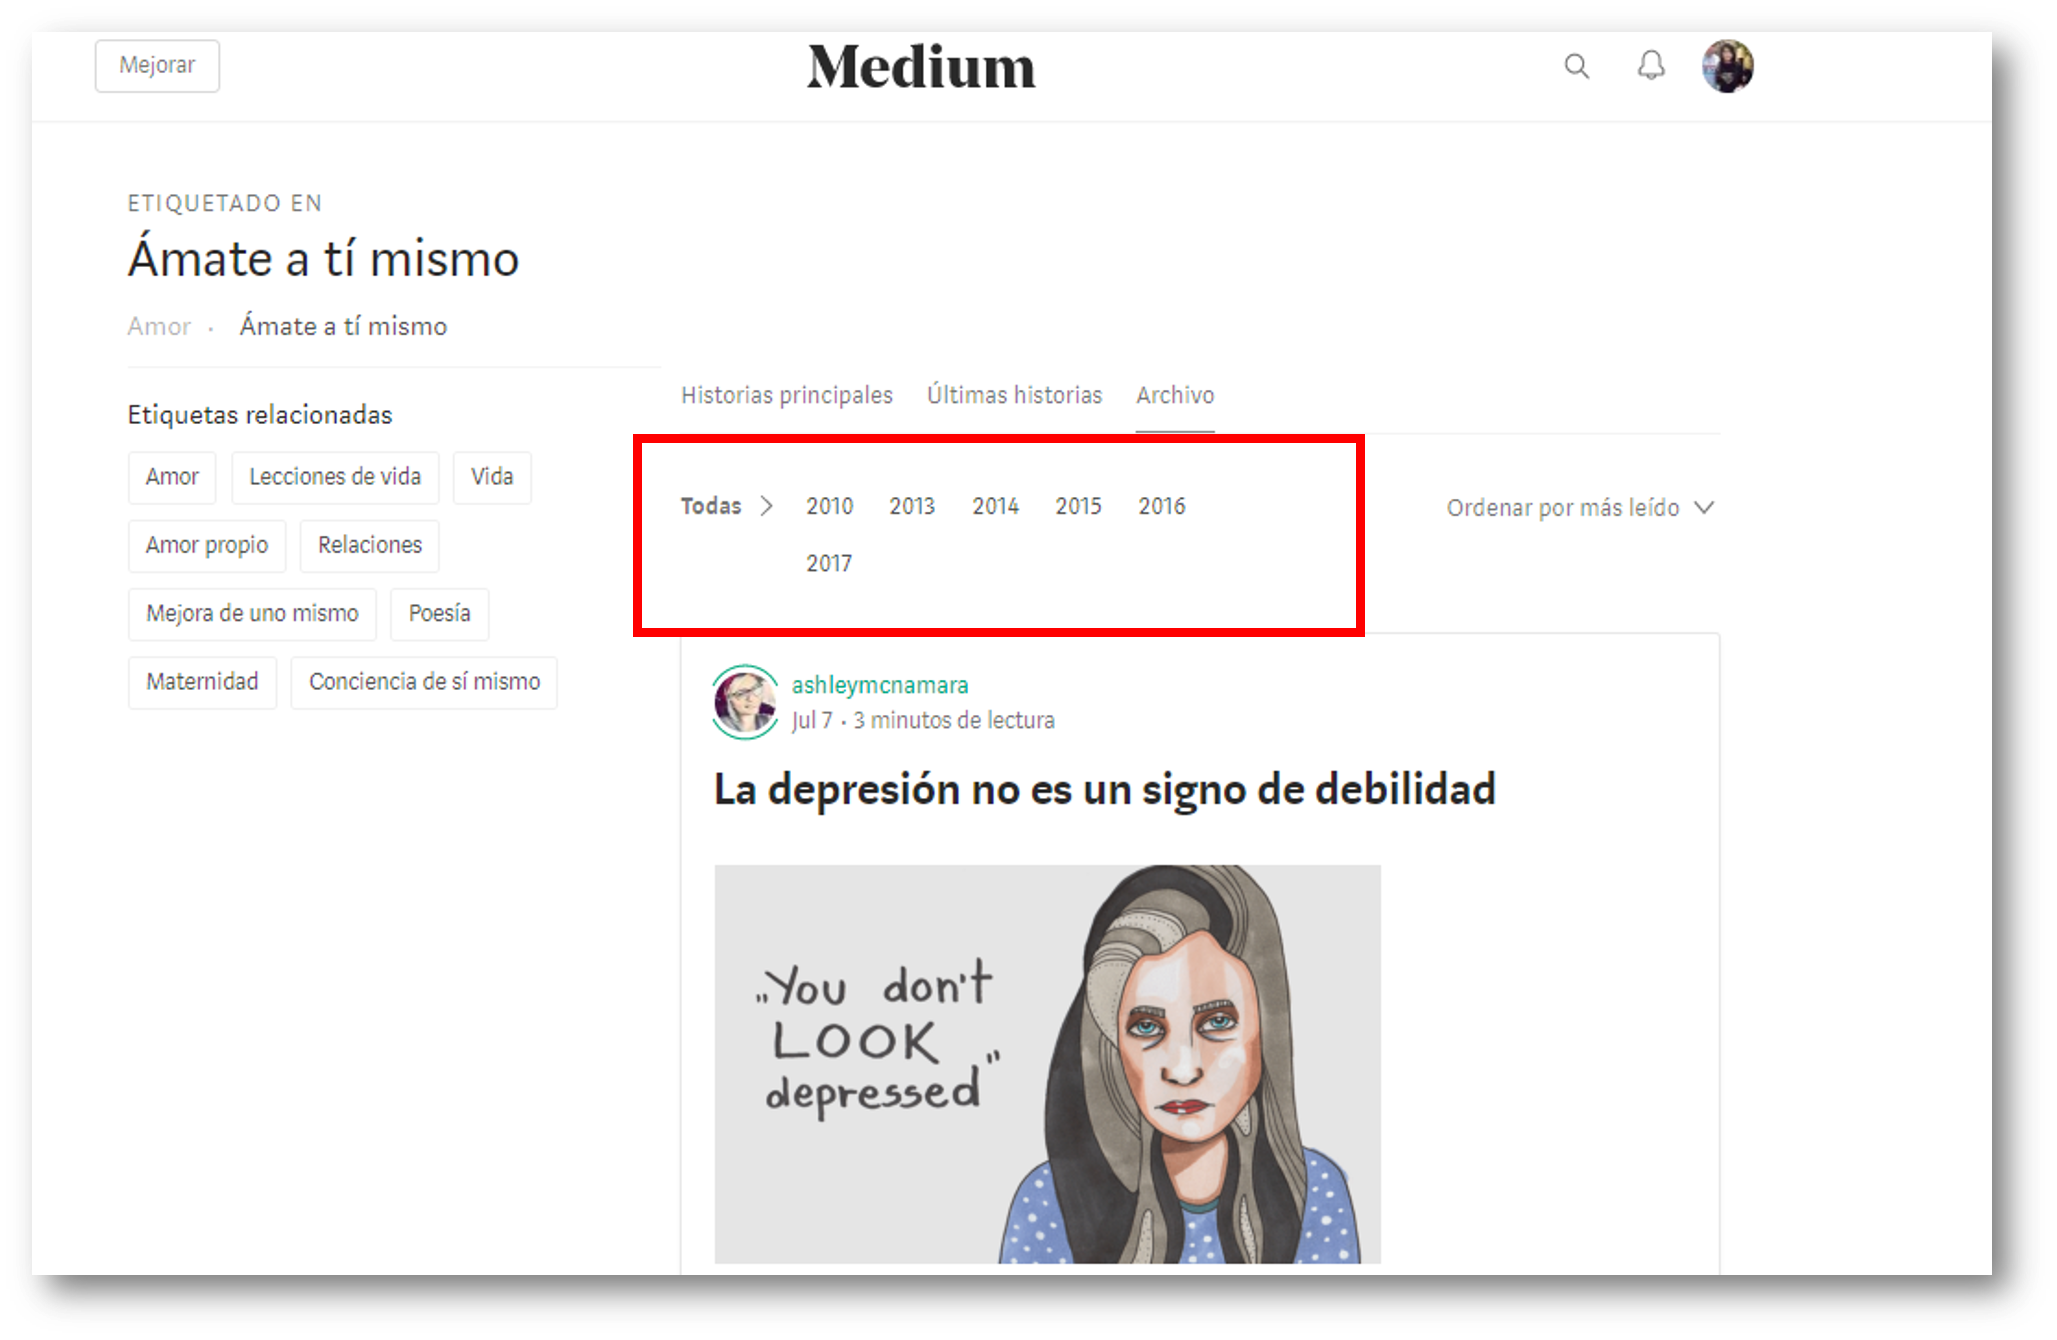 Mejorar
Medium
ETIQUETADO EN
Ámate a tí mismo
Amor · Ámate a tí mismo
Etiquetas relacionadas
Amor Lecciones de vida Vida
Amor propio Relaciones
Mejora de uno mismo Poesía
Maternidad Conciencia de sí mismo
Historias principales Últimas historias Archivo
Todas > 2010 2013 2014 2015 2016
2017
Ordenar por más leído
ashleymcnamara
Jul 7 · 3 minutos de lectura
La depresión no es un signo de debilidad
„You don't
LOOK
depressed”